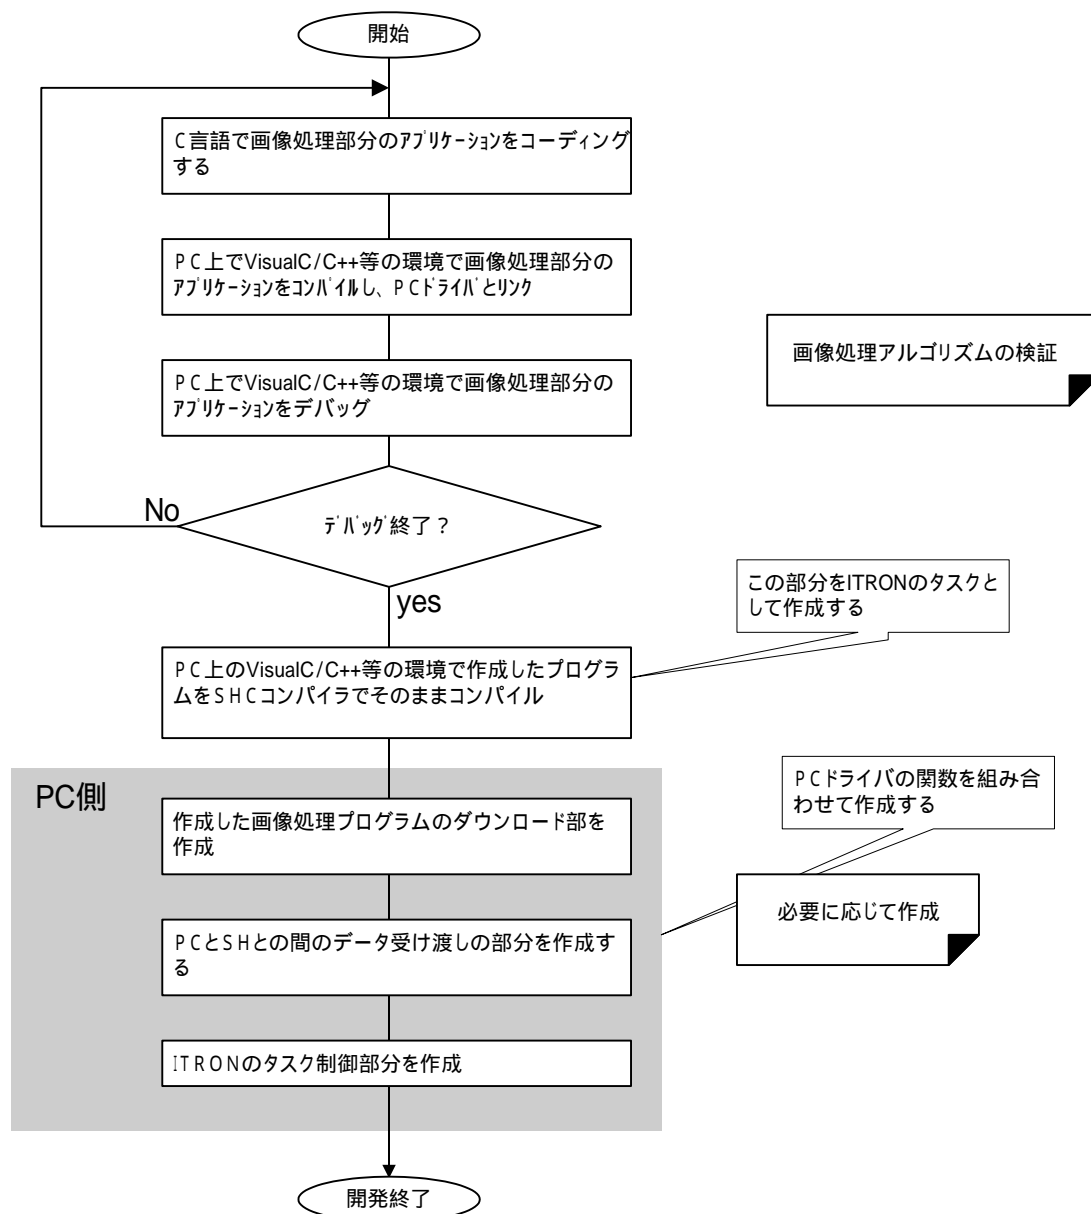 開始
C言語で画像処理部分のアプリケーションをコーディング
する
PC上でVisualC/C++等の環境で画像処理部分の
アプリケーションをコンパイルし、PCドライバとリンク
PC上でVisualC/C++等の環境で画像処理部分の
アプリケーションをデバッグ
画像処理アルゴリズムの検証
No
デバッグ終了?
yes
この部分をITRONのタスクと
して作成する
PC上のVisualC/C++等の環境で作成したプログラ
ムをSHCコンパイラでそのままコンパイル
PC側
PCドライバの関数を組み合
わせて作成する
作成した画像処理プログラムのダウンロード部を
作成
必要に応じて作成
PCとSHとの間のデータ受け渡しの部分を作成す
る
ITRONのタスク制御部分を作成
開発終了